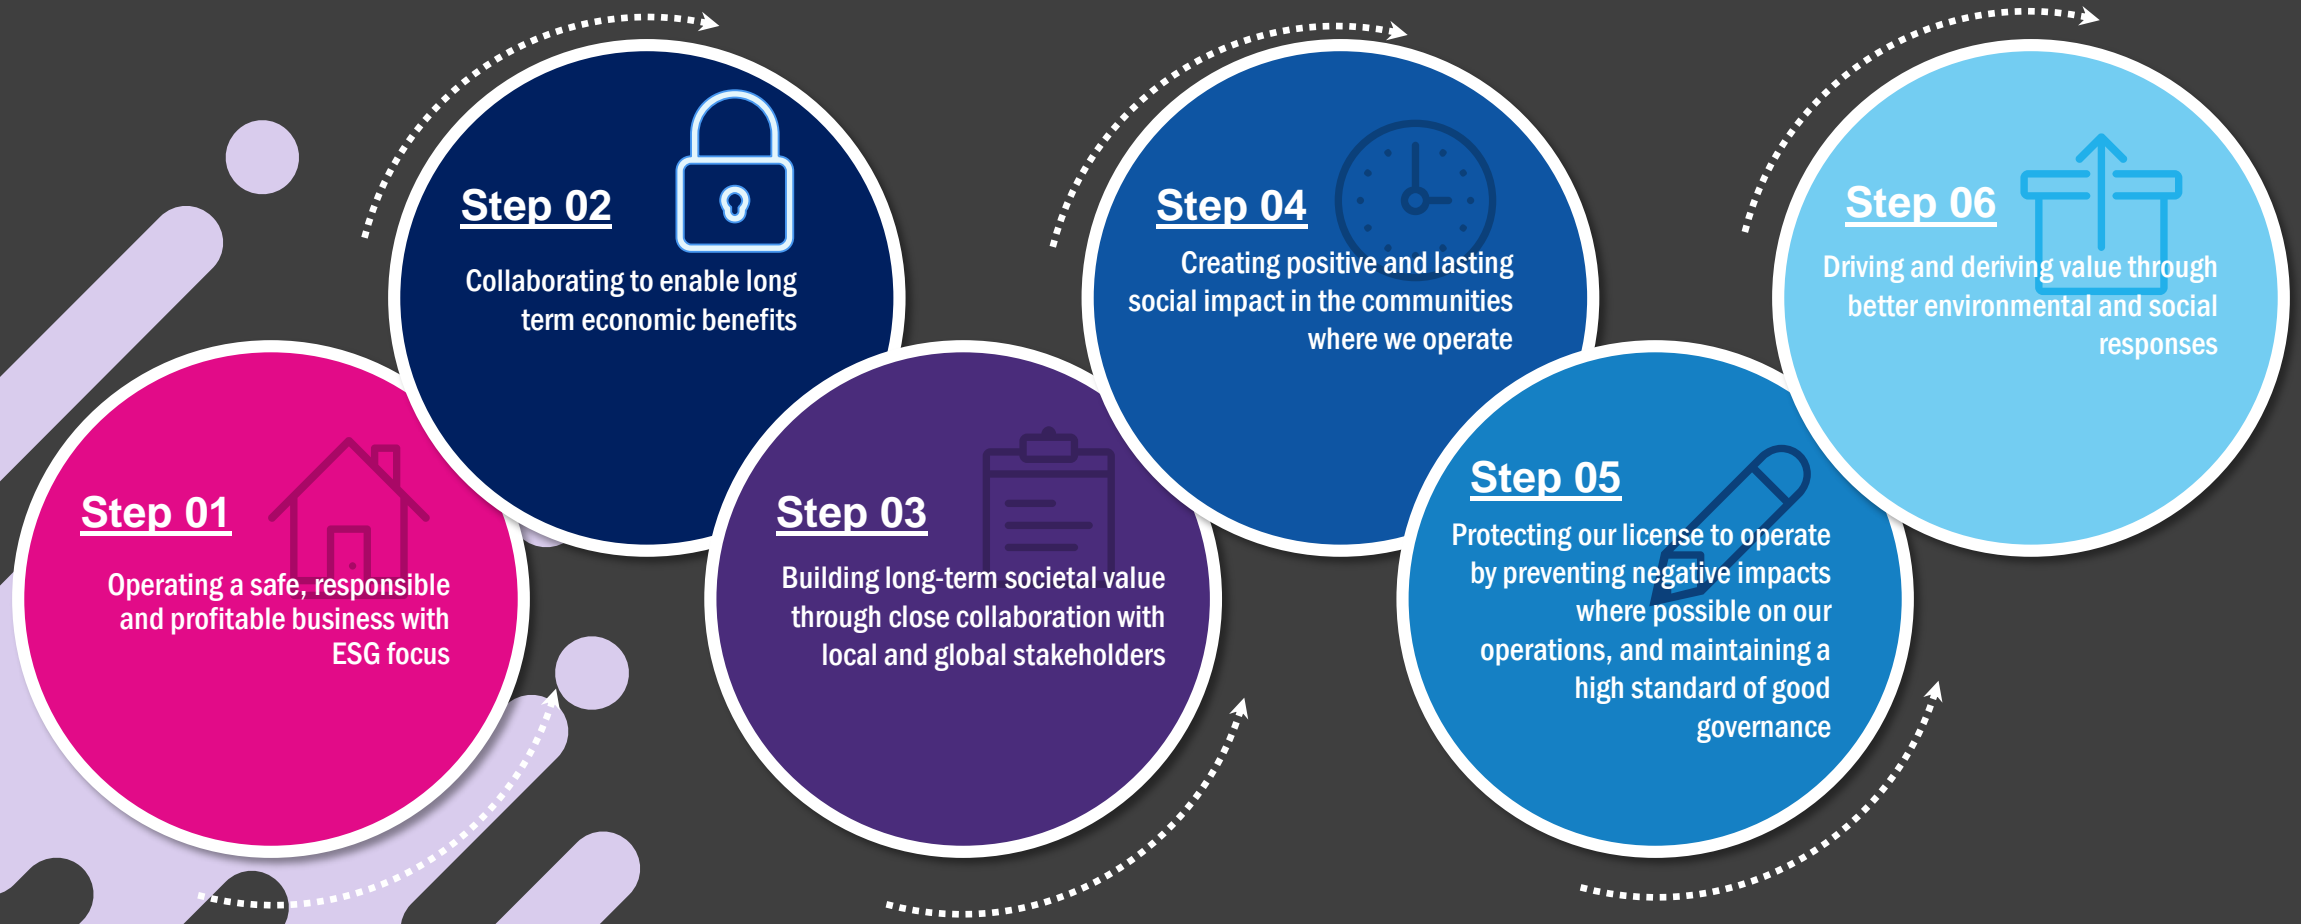 Step 01
Operating a safe, responsible
and profitable business with
ESG focus
Step 02
Collaborating to enable long
term economic benefits
Step 03
Building long-term societal value
through close collaboration with
local and global stakeholders
Step 04
Creating positive and lasting
social impact in the communities
where we operate
Step 05
Protecting our license to operate
by preventing negative impacts
where possible on our
operations, and maintaining a
high standard of good
governance
Step 06
Driving and deriving value through
better environmental and social
responses